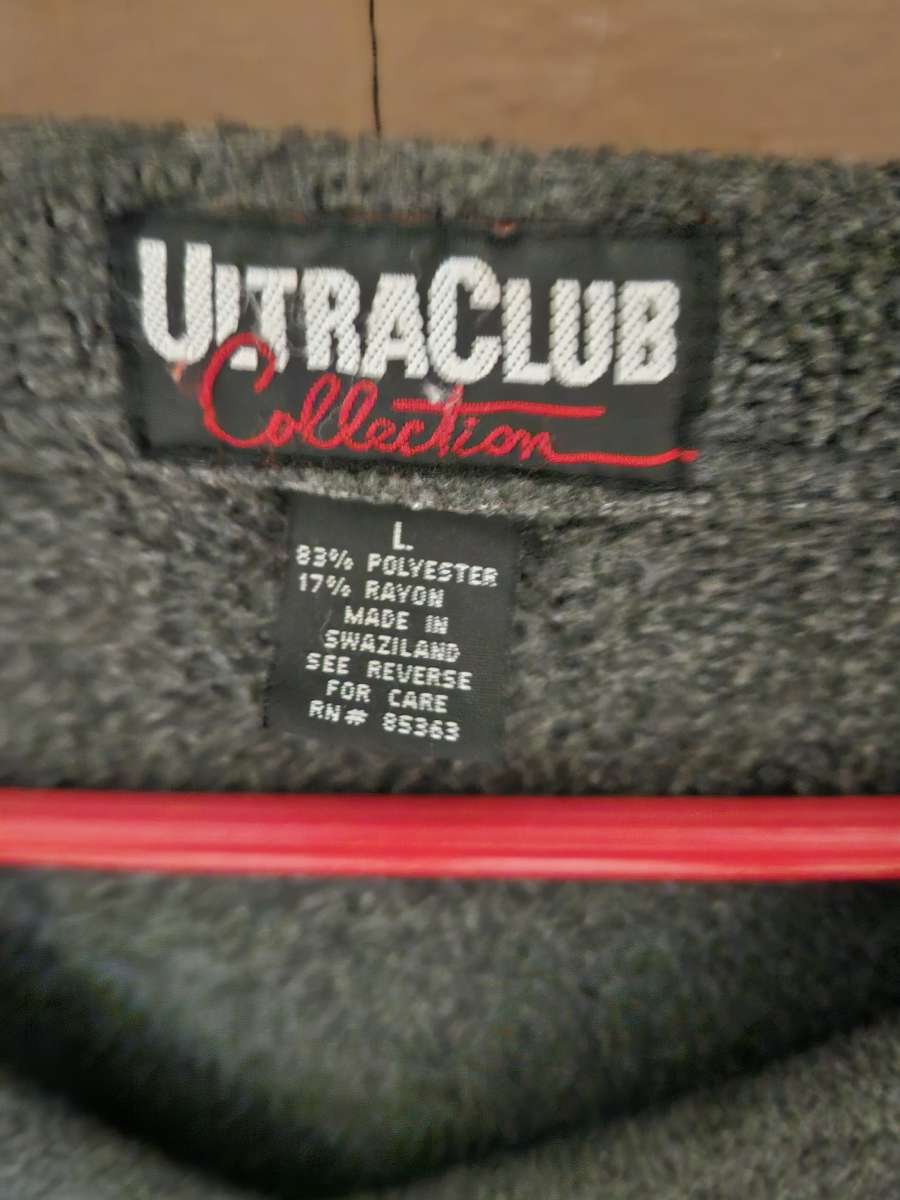 ULTRACLUB
Collection
L
83% POLYESTER
17% RAYON
MADE IN
SWAZILAND
SEE REVERSE
FOR CARE
RN# 85363